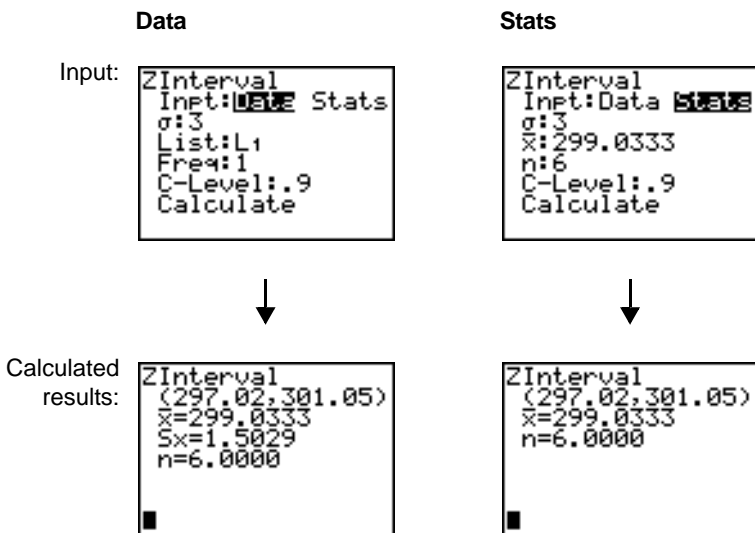 Data
Stats
Input:
ZInterval
Inpt:Data Stats
σ:3
List:L1
Freq:1
C-Level:.9
Calculate
ZInterval
Inpt:Data Stats
σ:3
x̄:299.0333
n:6
C-Level:.9
Calculate
Calculated
results:
ZInterval
(297.02,301.05)
x̄=299.0333
Sx=1.5029
n=6.0000
ZInterval
(297.02,301.05)
x̄=299.0333
n=6.0000